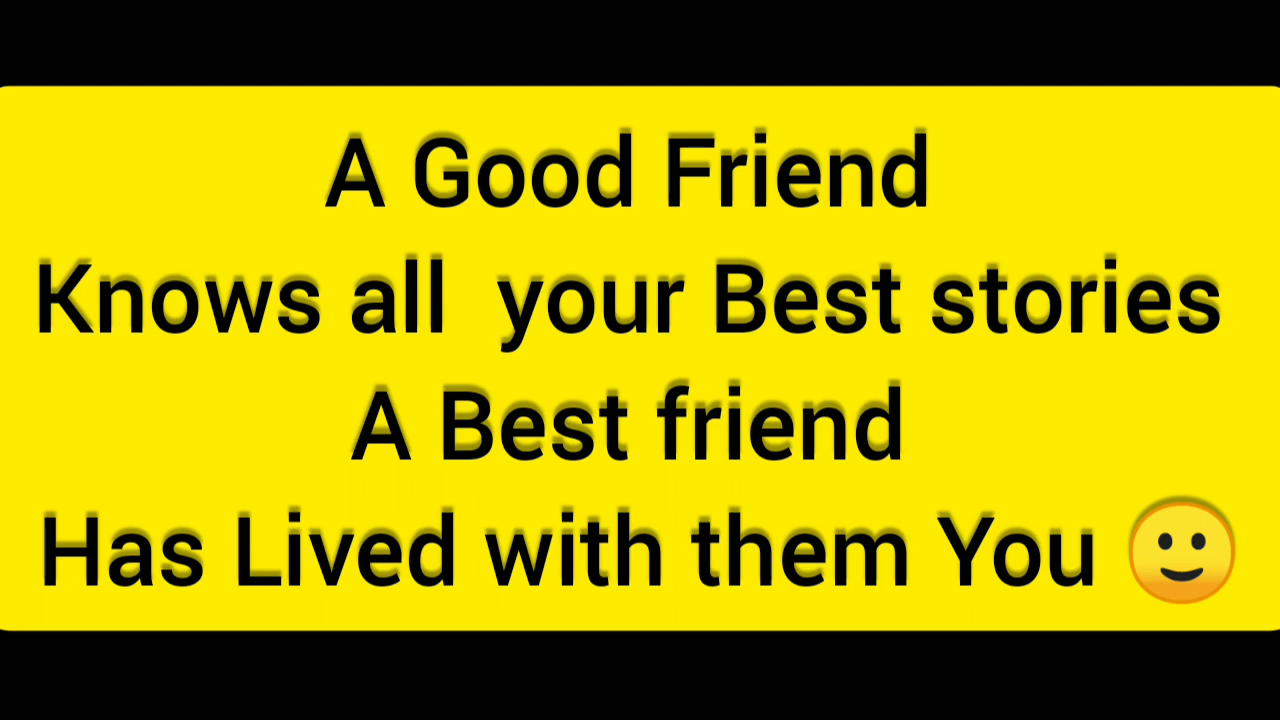 A Good Friend
Knows all  your Best stories
A Best friend
Has Lived with them You 🙂